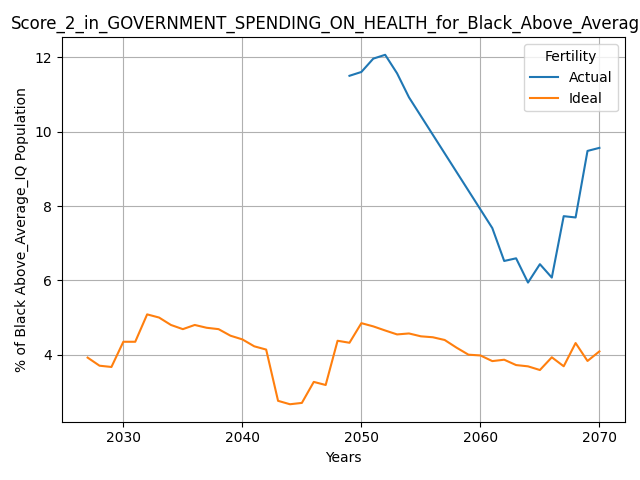 Score_2_in_GOVERNMENT_SPENDING_ON_HEALTH_for_Black_Above_Averag
Fertility
Actual
Ideal
% of Black Above_Average_IQ Population
12
10
8
6
4
2030 2040 2050 2060 2070
Years